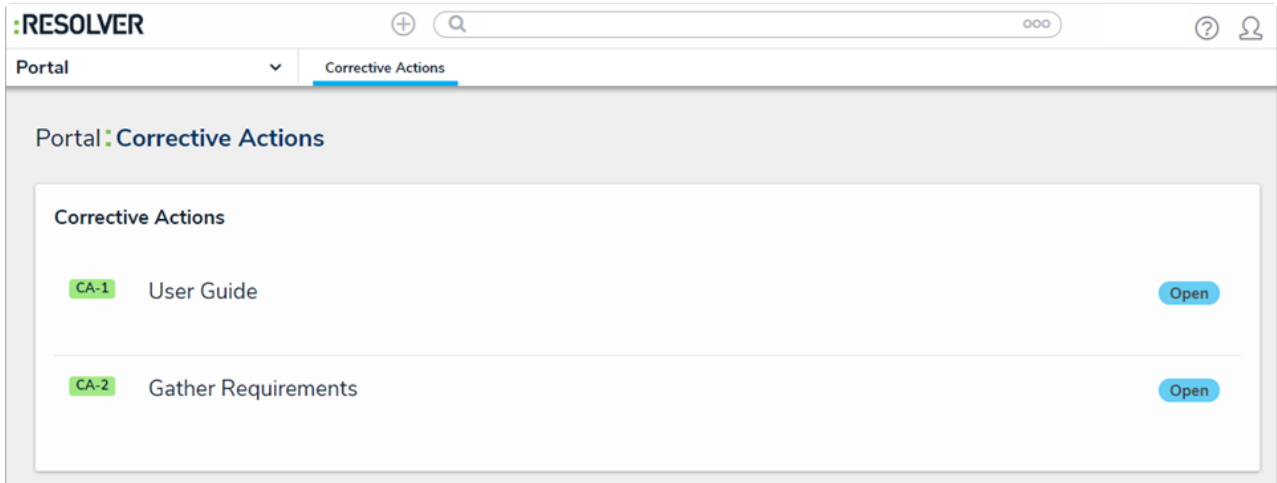 :RESOLVER
Portal
Corrective Actions
Portal:Corrective Actions
Corrective Actions
CA-1 User Guide Open
CA-2 Gather Requirements Open